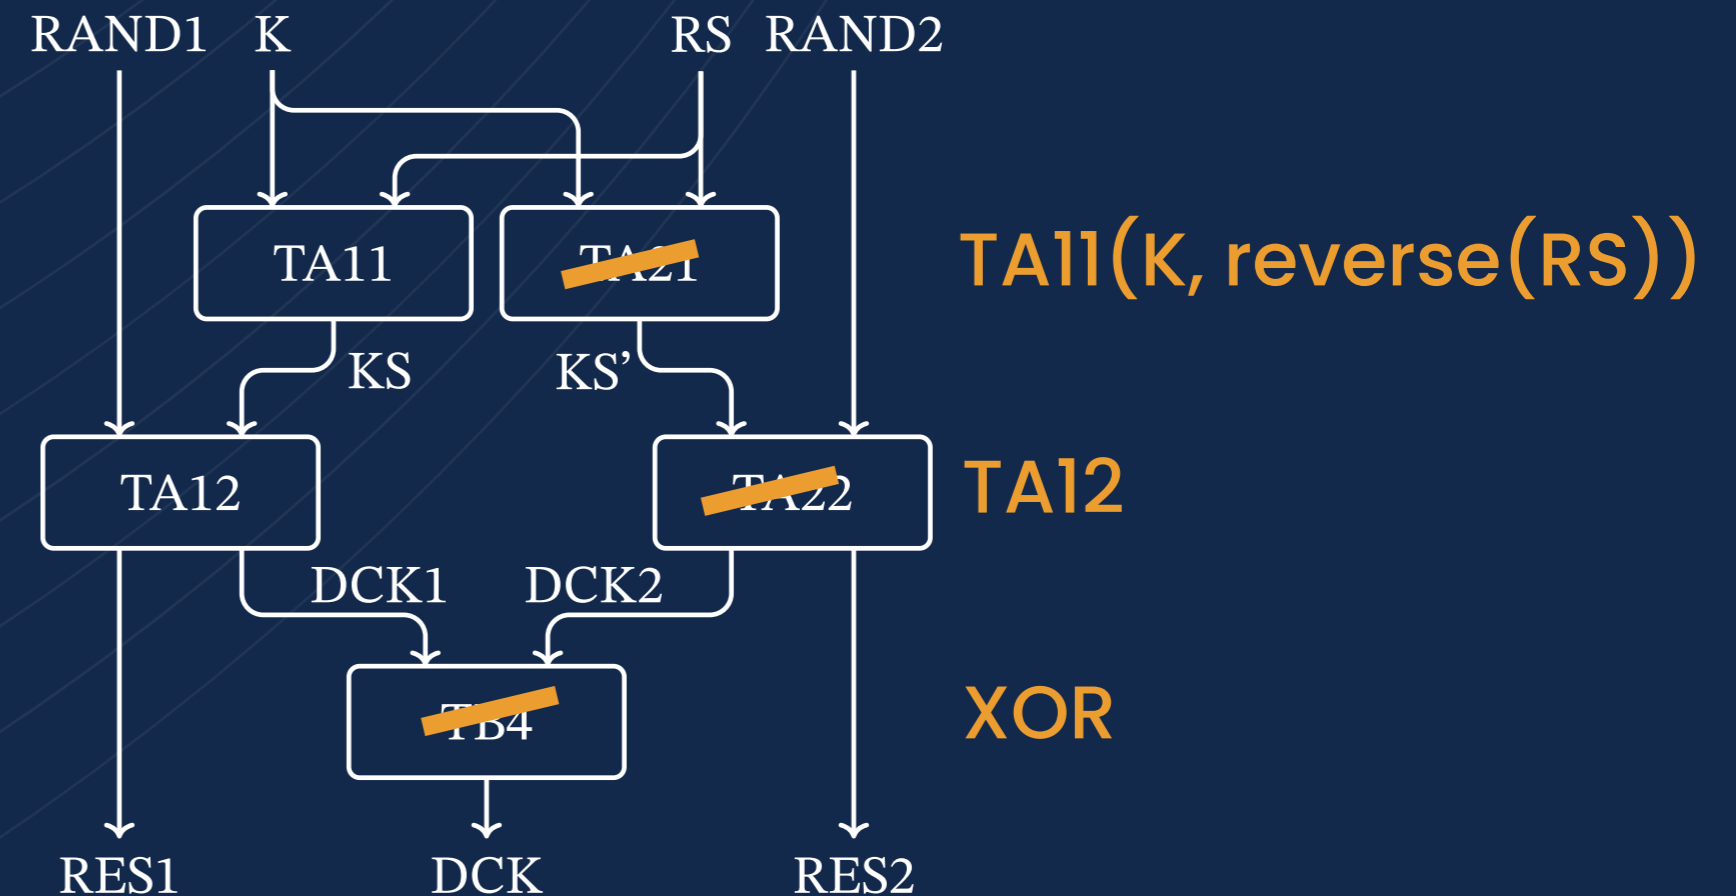 RAND1 K RS RAND2
TA11 TA21 TA11(K, reverse(RS))
KS KS’
TA12 TA22 TA12
DCK1 DCK2
TB4 XOR
RES1 DCK RES2